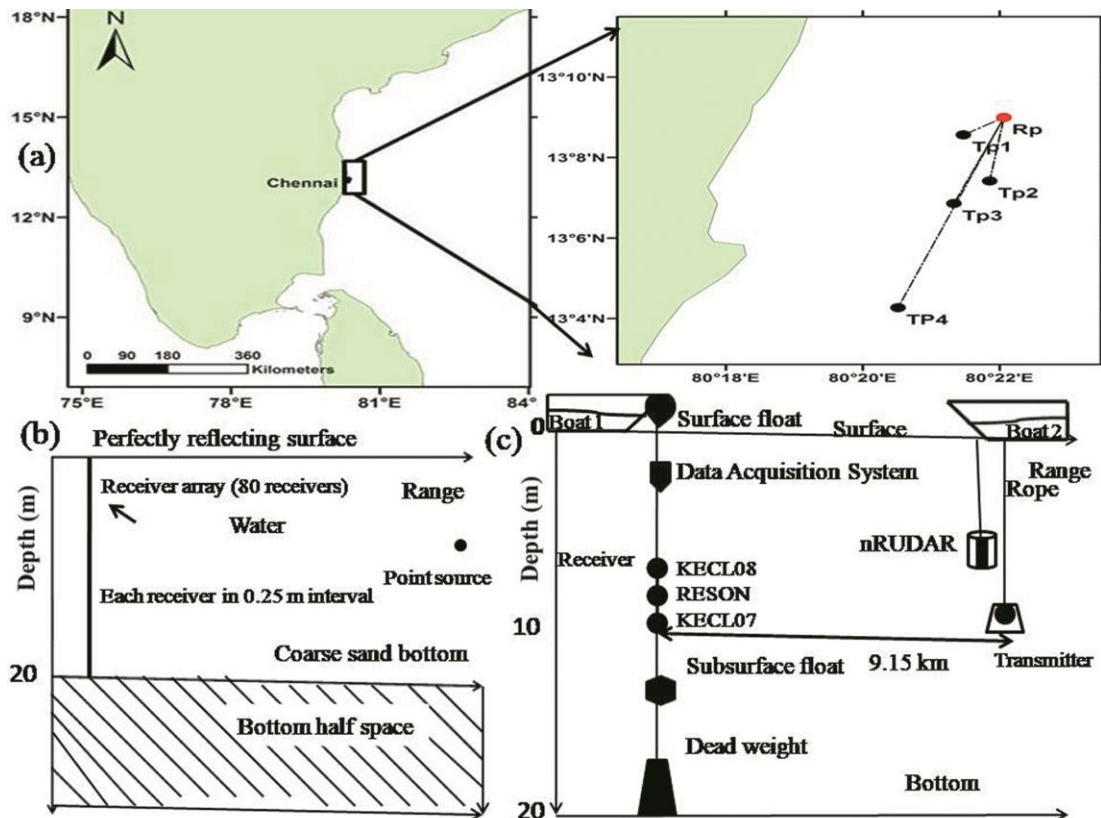 N
18°N
15°N
12°N
9°N
(a)
Chennai
0 90 180 360
Kilometers
75°E 78°E 81°E 84°
13°10'N
13°8'N
13°6'N
13°4'N
Rp
Tp1
Tp2
Tp3
TP4
80°18'E 80°20'E 80°22'E
(b)
Perfectly reflecting surface
Receiver array (80 receivers)
Range
Water
Depth (m)
Point source
Each receiver in 0.25 m interval
Coarse sand bottom
20
Bottom half space
(c)
0
Boat 1
Surface float
Surface
Boat 2
Data Acquisition System
Range
Rope
Depth (m)
Receiver
nRUDAR
KECL08
RESON
KECL07
10
9.15 km
Transmitter
Subsurface float
Dead weight
Bottom
20